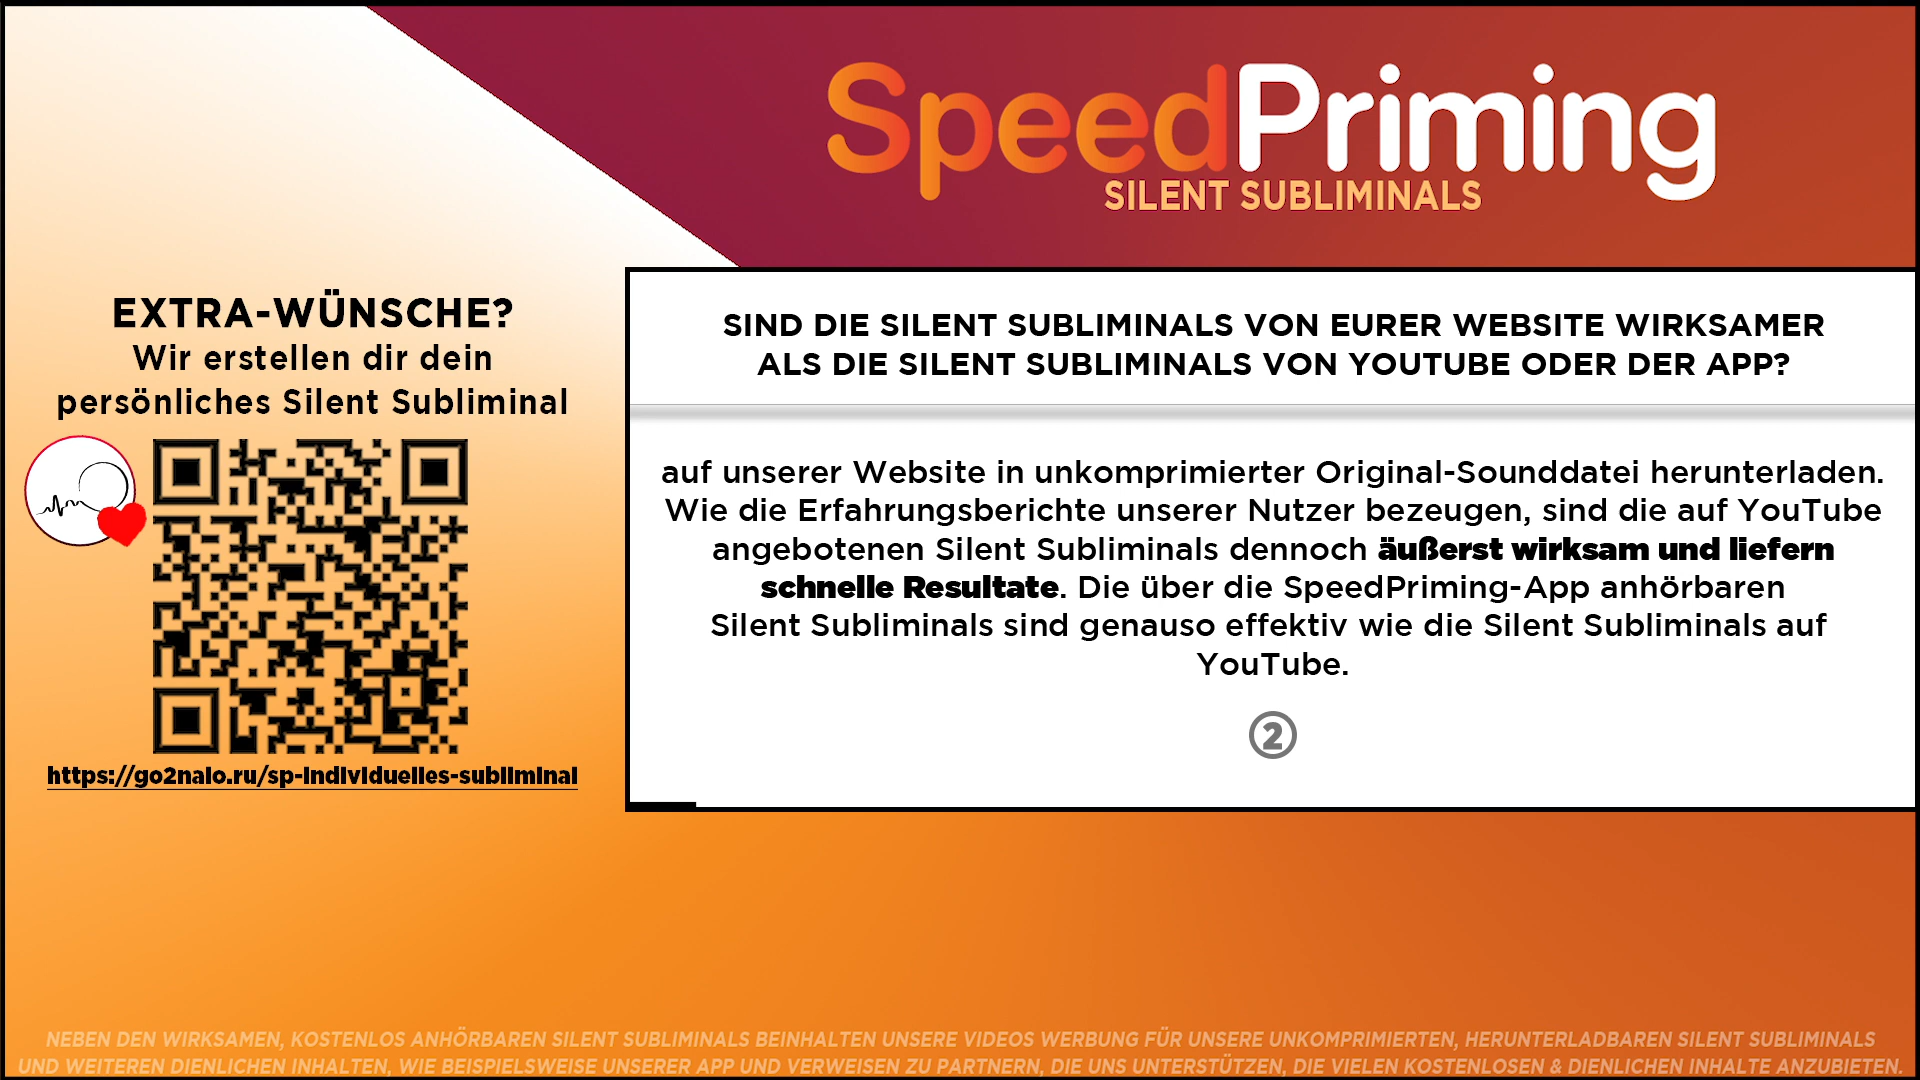 SpeedPriming
SILENT SUBLIMINALS
EXTRA-WÜNSCHE?
Wir erstellen dir dein
persönliches Silent Subliminal
https://go2nalo.ru/sp-individuelles-subliminal
SIND DIE SILENT SUBLIMINALS VON EURER WEBSITE WIRKSAMER
ALS DIE SILENT SUBLIMINALS VON YOUTUBE ODER DER APP?
auf unserer Website in unkomprimierter Original-Sounddatei herunterladen.
Wie die Erfahrungsberichte unserer Nutzer bezeugen, sind die auf YouTube
angebotenen Silent Subliminals dennoch äußerst wirksam und liefern
schnelle Resultate. Die über die SpeedPriming-App anhörbaren
Silent Subliminals sind genauso effektiv wie die Silent Subliminals auf
YouTube.
②
NEBEN DEN WIRKSAMEN, KOSTENLOS ANHÖRBAREN SILENT SUBLIMINALS BEINHALTEN UNSERE VIDEOS WERBUNG FÜR UNSERE UNKOMPRIMIERTEN, HERUNTERLADBAREN SILENT SUBLIMINALS
UND WEITEREN DIENLICHEN INHALTEN, WIE BEISPIELSWEISE UNSERER APP UND VERWEISEN ZU PARTNERN, DIE UNS UNTERSTÜTZEN, DIE VIELEN KOSTENLOSEN & DIENLICHEN INHALTE ANZUBIETEN.